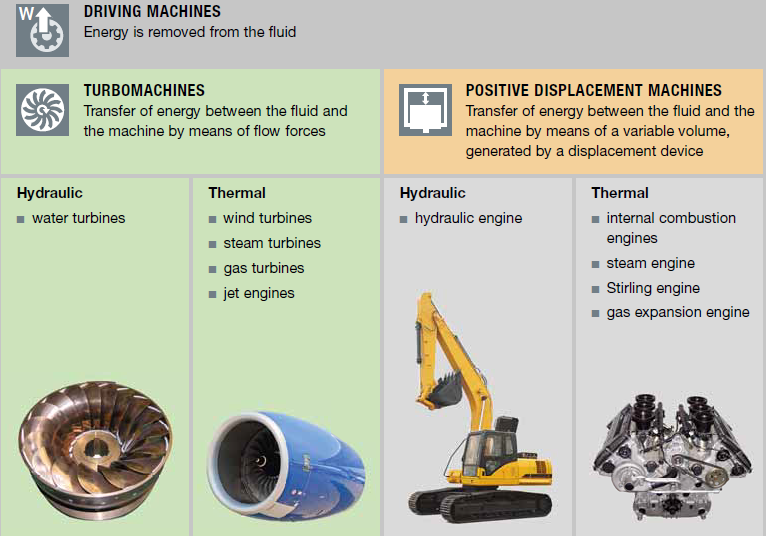 W
DRIVING MACHINES
Energy is removed from the fluid
TURBOMACHINES
Transfer of energy between the fluid and
the machine by means of flow forces
POSITIVE DISPLACEMENT MACHINES
Transfer of energy between the fluid and the
machine by means of a variable volume,
generated by a displacement device
Hydraulic
water turbines
Thermal
wind turbines
steam turbines
gas turbines
jet engines
Hydraulic
hydraulic engine
Thermal
internal combustion
engines
steam engine
Stirling engine
gas expansion engine